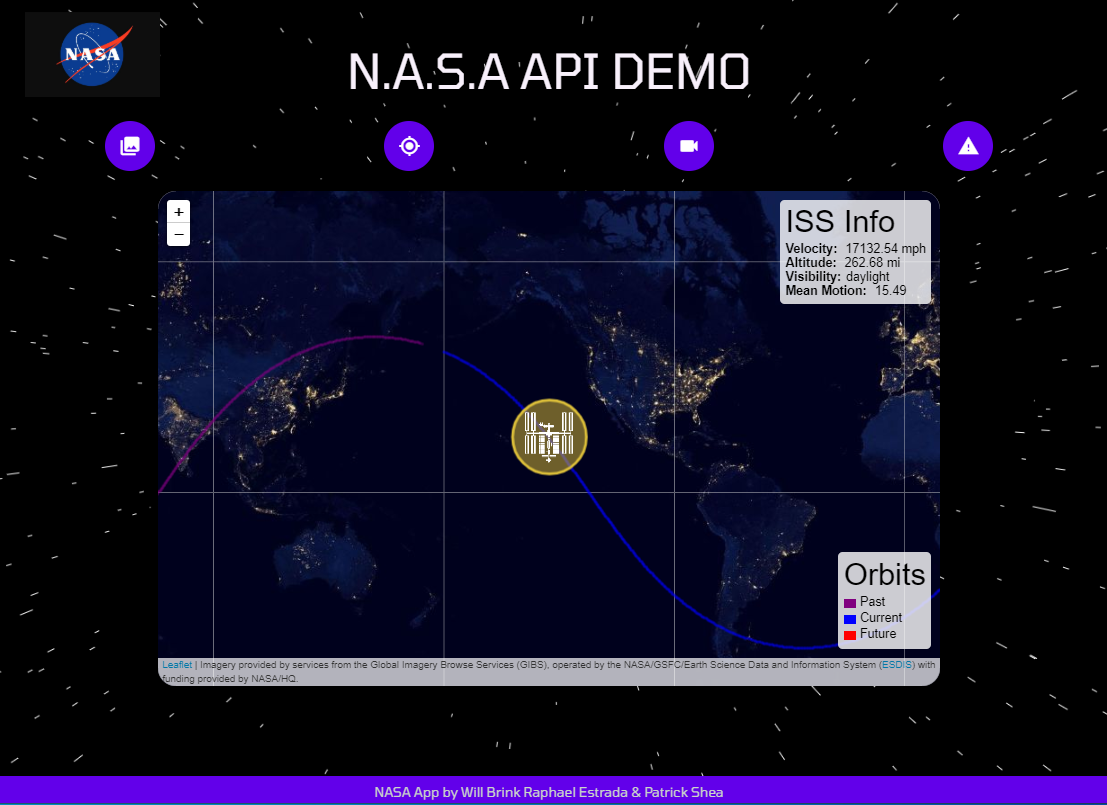 NASA
N.A.S.A API DEMO
+
−
ISS Info
Velocity: 17132.54 mph
Altitude: 262.68 mi
Visibility: daylight
Mean Motion: 15.49
Orbits
Past
Current
Future
Leaflet | Imagery provided by services from the Global Imagery Browse Services (GIBS), operated by the NASA/GSFC/Earth Science Data and Information System (ESDIS) with
funding provided by NASA/HQ.
NASA App by Will Brink Raphael Estrada & Patrick Shea